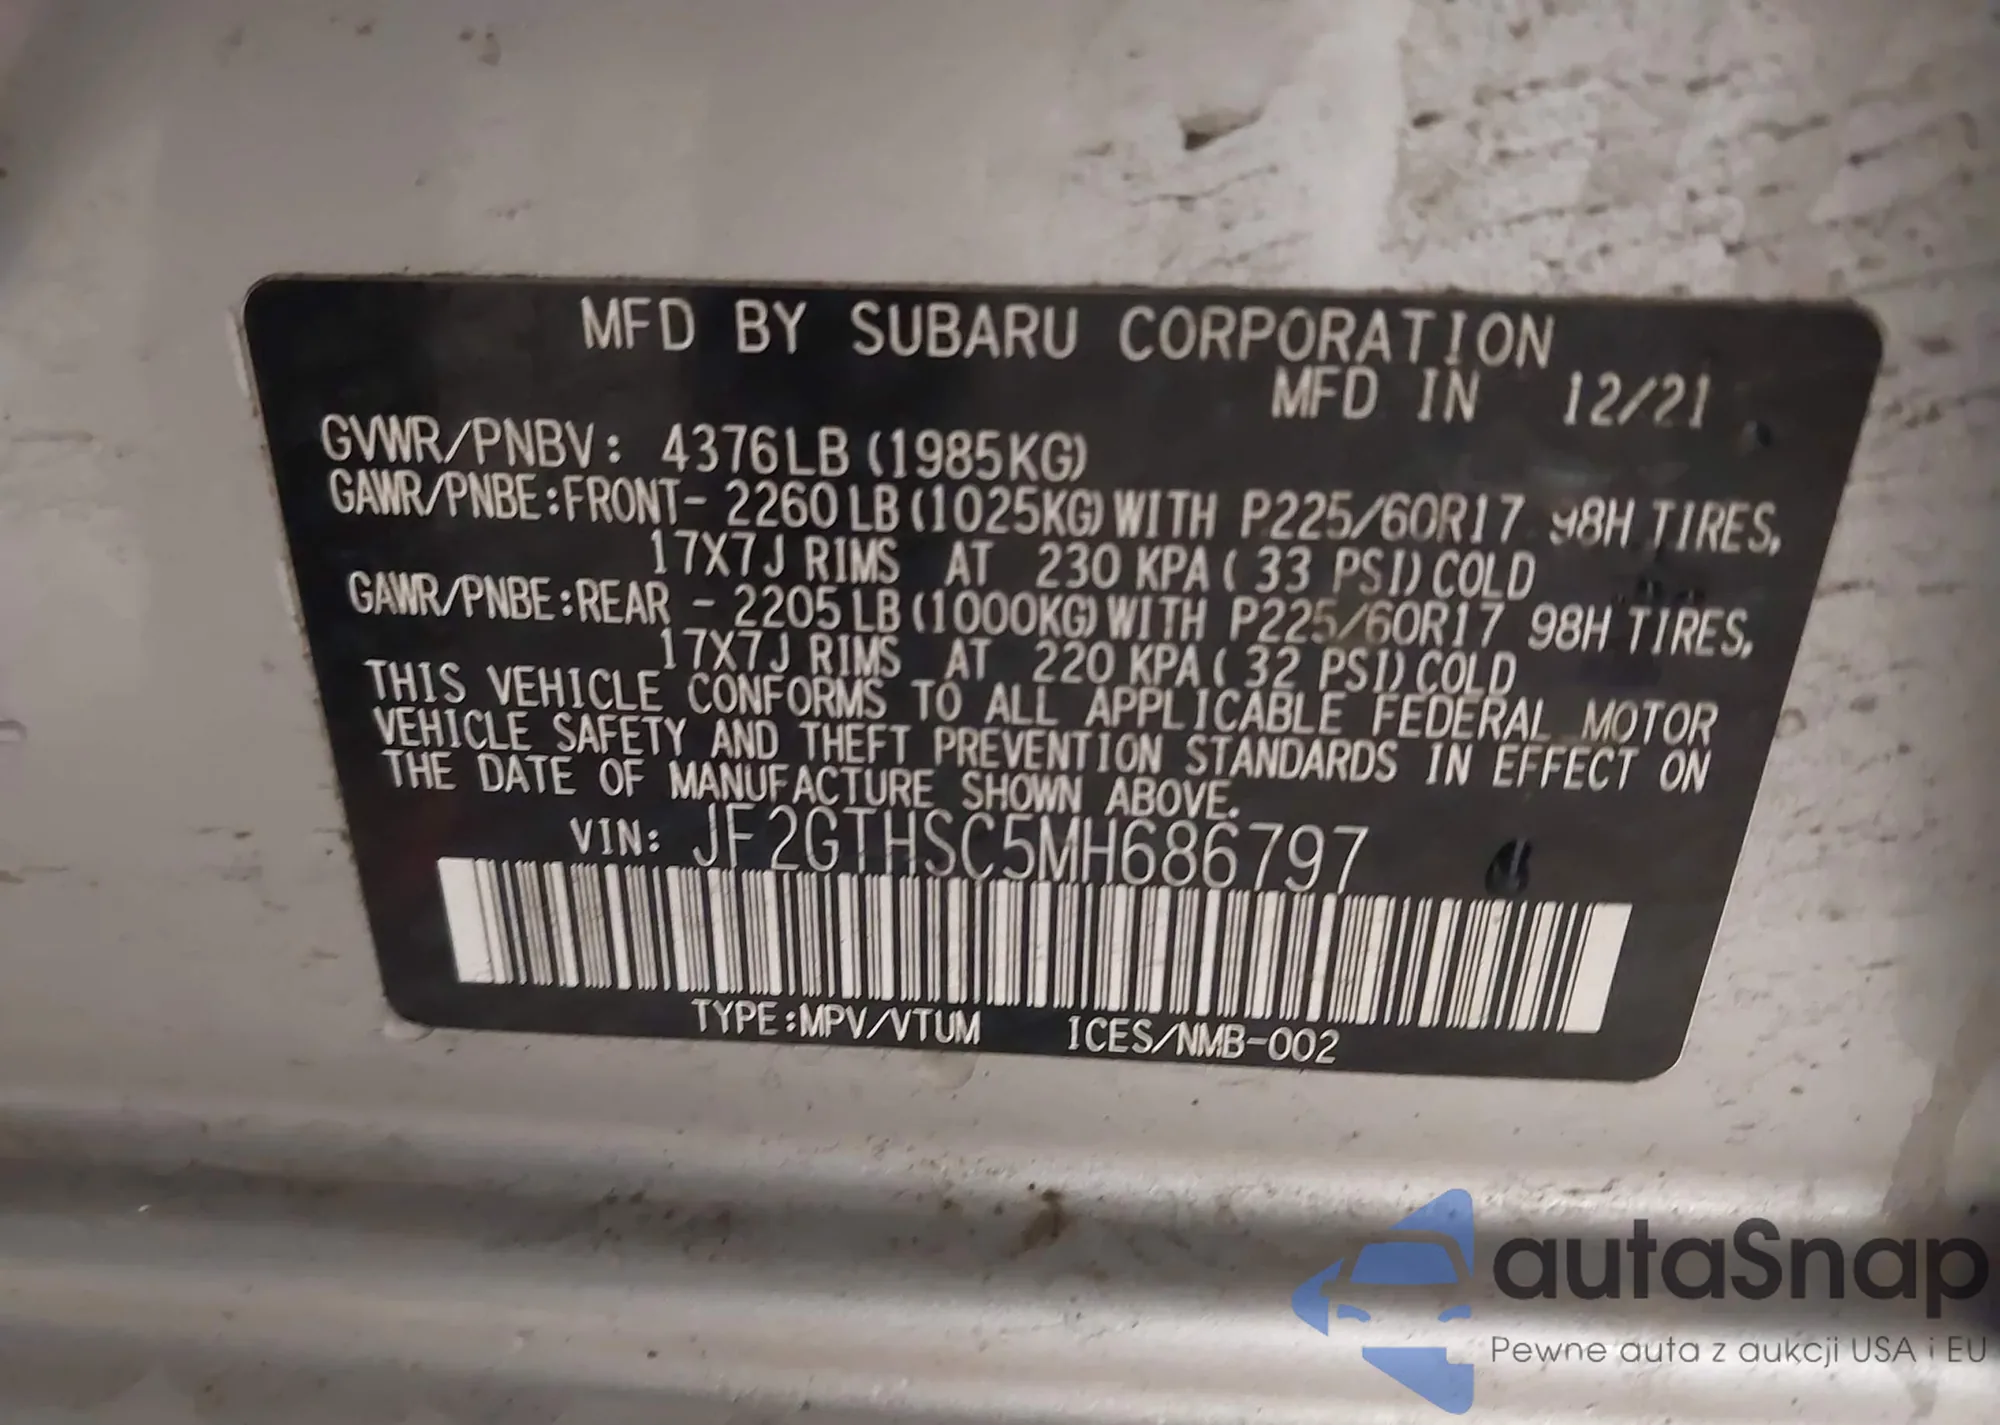 MFD BY SUBARU CORPORATION
MFD IN 12/21
GVWR/PNBV: 4376LB (1985KG)
GAWR/PNBE:FRONT- 2260LB(1025KG)WITH P225/60R17 98H TIRES,
17X7J RIMS AT 230 KPA( 33 PSI)COLD
GAWR/PNBE:REAR - 2205LB(1000KG)WITH P225/60R17 98H TIRES,
17X7J RIMS AT 220 KPA( 32 PSI)COLD
THIS VEHICLE CONFORMS TO ALL APPLICABLE FEDERAL MOTOR
VEHICLE SAFETY AND THEFT PREVENTION STANDARDS IN EFFECT ON
THE DATE OF MANUFACTURE SHOWN ABOVE.
VIN: JF2GTHSC5MH686797
TYPE:MPV/VTUM ICES/NMB-002
autaSnap
Pewne auta z aukcji USA i EU